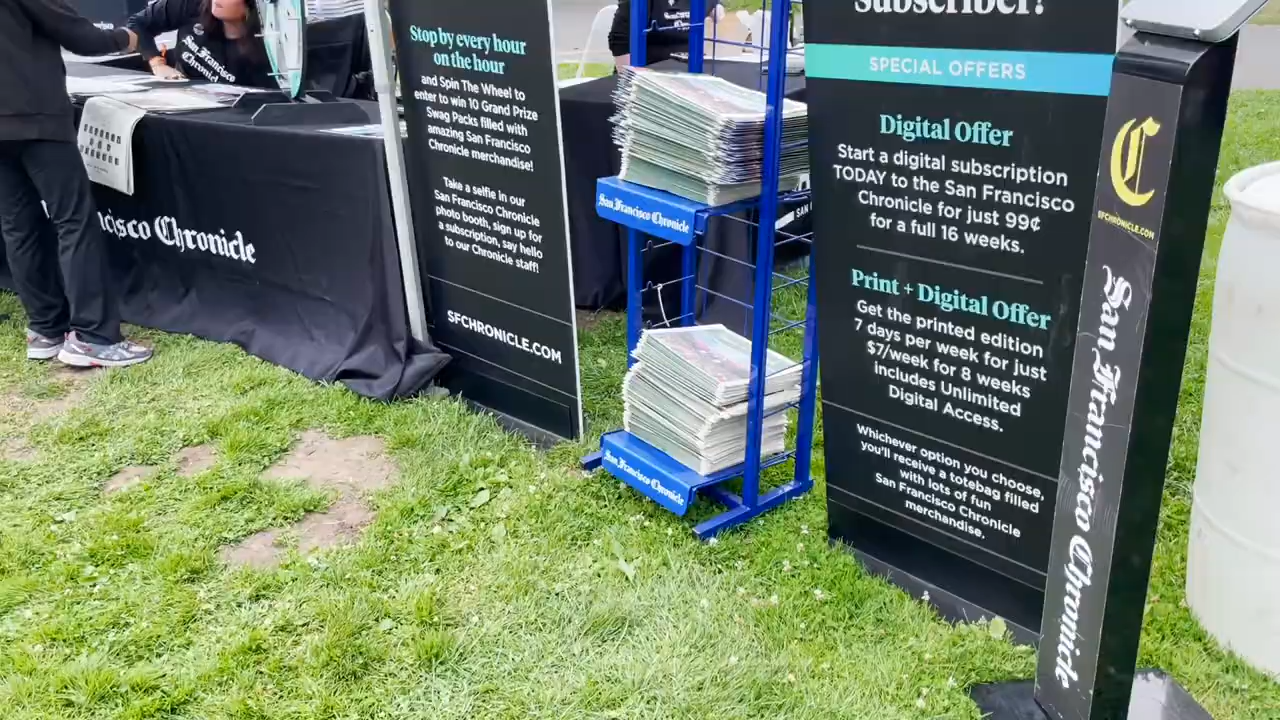 San Francisco
Chronicle
cisco Chronicle
Stop by every hour
on the hour
and Spin The Wheel to
enter to win 10 Grand Prize
Swag Packs filled with
amazing San Francisco
Chronicle merchandise!
Take a selfie in our
San Francisco Chronicle
photo booth, sign up for
a subscription, say hello
to our Chronicle staff!
SFCHRONICLE.COM
San Francisco Chronicle
San Francisco Chronicle
SAN
subscriber!
SPECIAL OFFERS
Digital Offer
Start a digital subscription
TODAY to the San Francisco
Chronicle for just 99¢
for a full 16 weeks.
Print + Digital Offer
Get the printed edition
7 days per week for just
$7/week for 8 weeks
includes Unlimited
Digital Access.
Whichever option you choose,
you'll receive a totebag filled
with lots of fun
San Francisco Chronicle
merchandise.
C
SFCHRONICLE.COM
San Francisco Chronicle